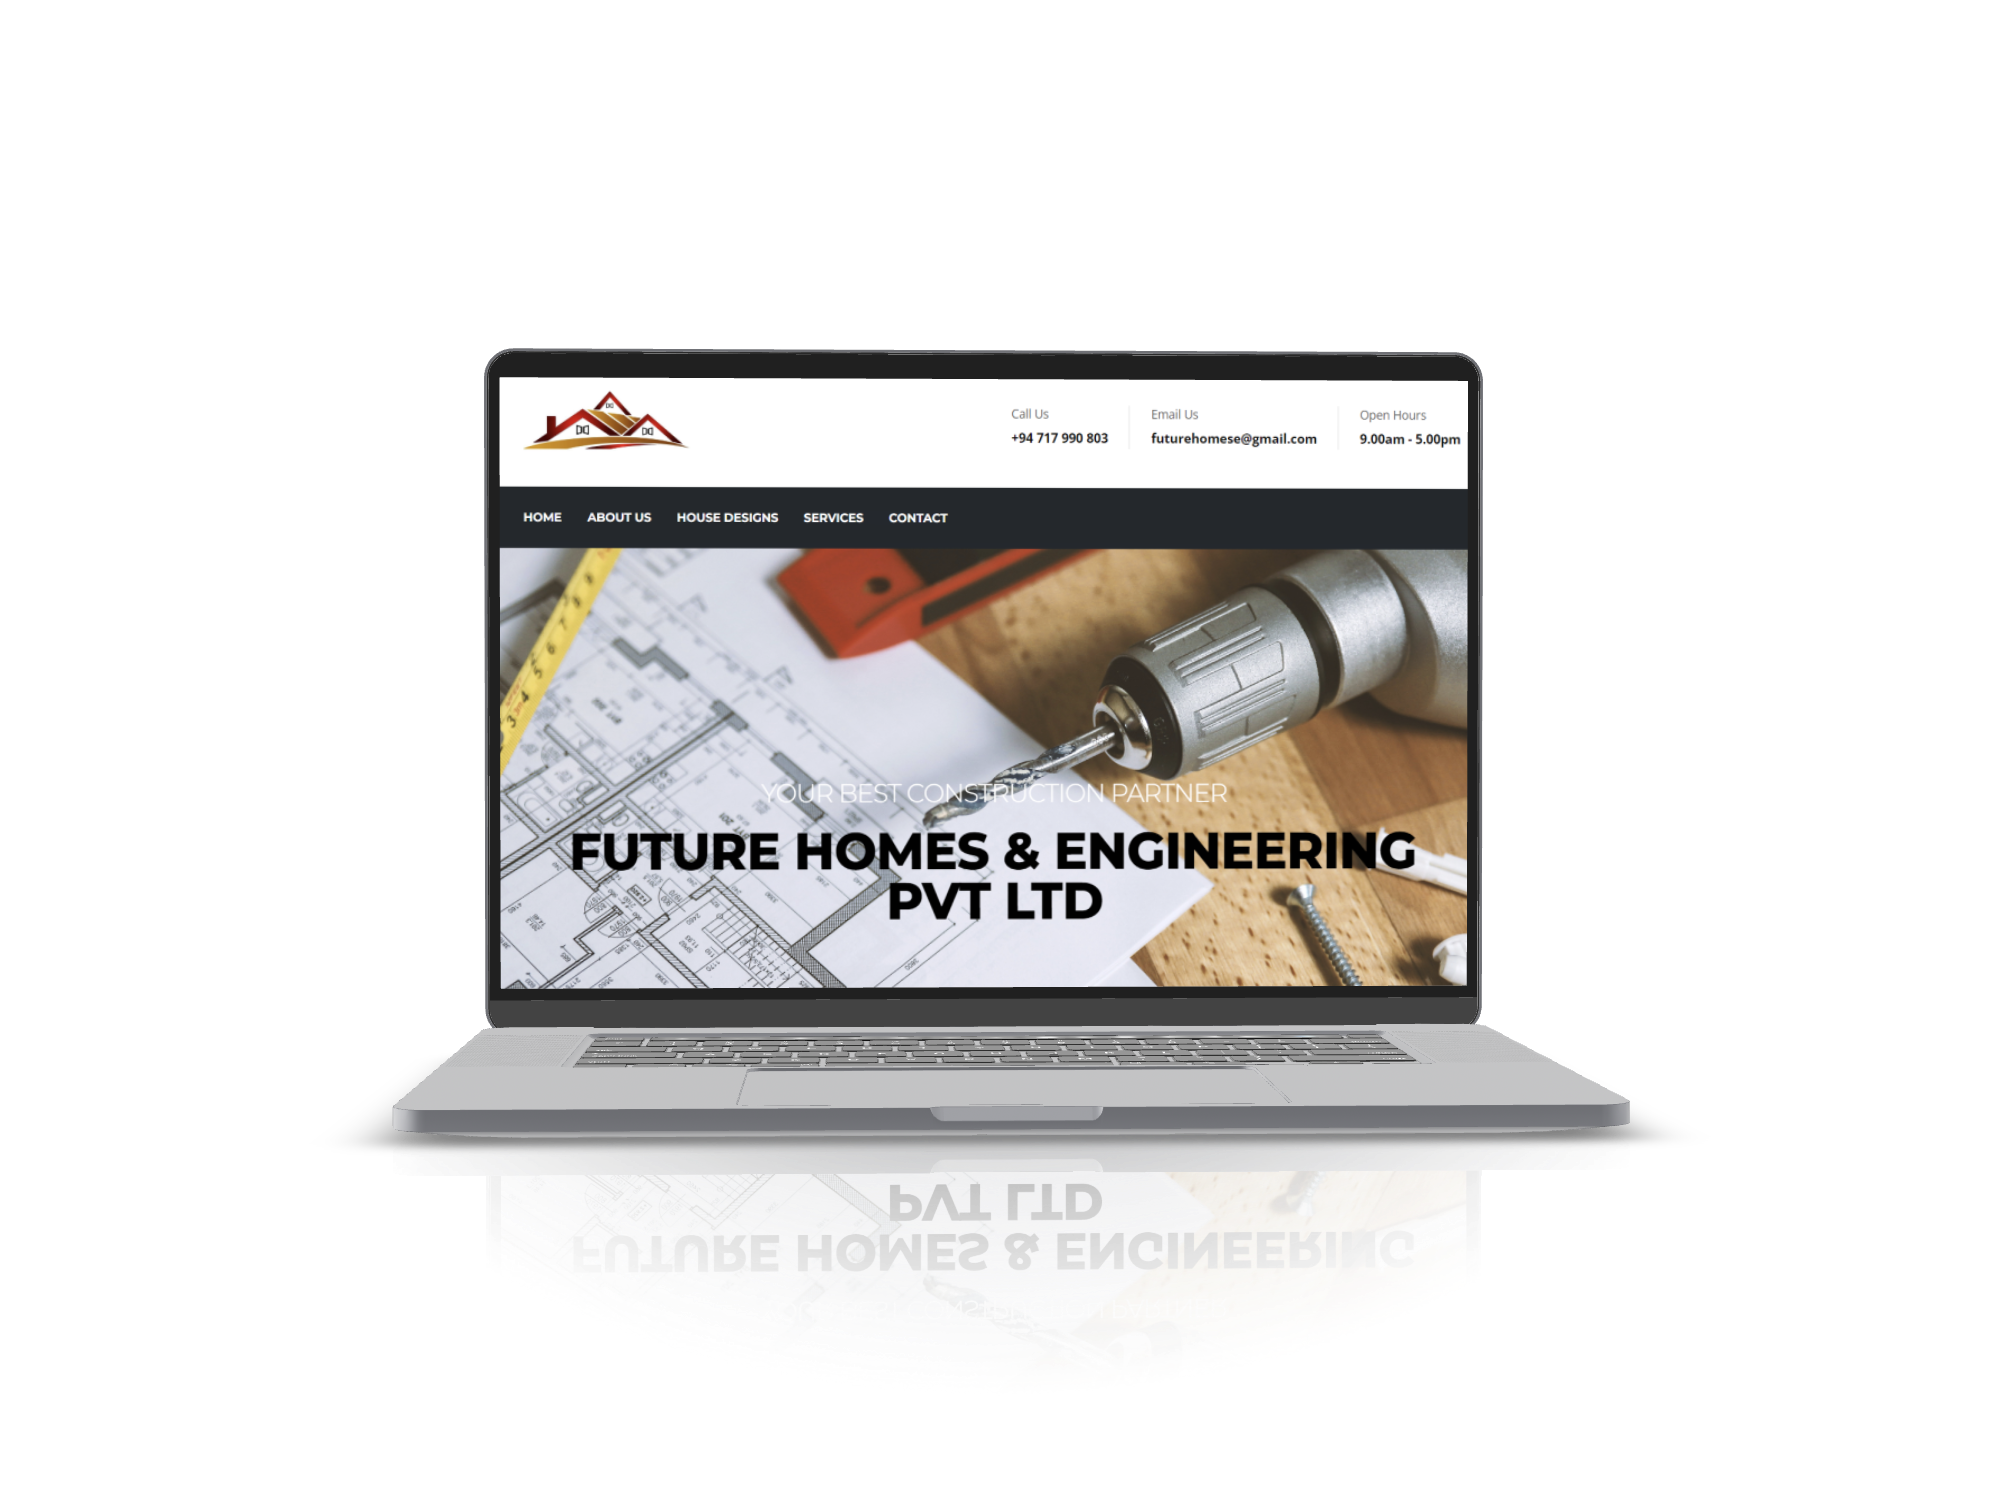 Call Us
Email Us
Open Hours
+94 717 990 803
futurehomese@gmail.com
9.00am - 5.00pm
HOME
ABOUT US
HOUSE DESIGNS
SERVICES
CONTACT
YOUR BEST CONSTRUCTION PARTNER
FUTURE HOMES & ENGINEERING
PVT LTD